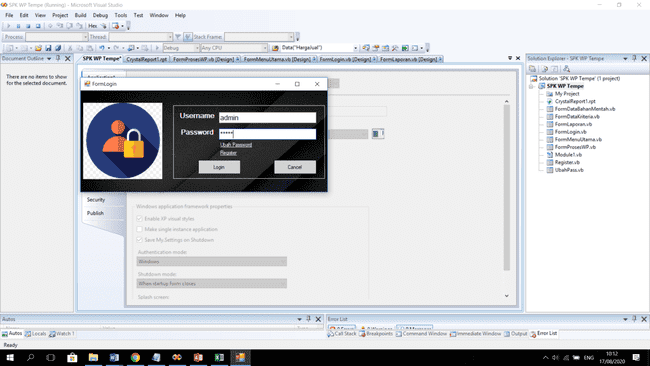 SPK WP Tempe (Running) - Microsoft Visual Studio
File Edit View Project Build Debug Data Tools Test Window Help
Hex
Process: Thread: Stack Frame:
Debug Any CPU Data("HargaJual")
Document Outline
There are no items to show
for the selected document.
SPK WP Tempe* CrystalReport1.rpt FormProsesWP.vb [Design] FormMenuUtama.vb [Design] FormLogin.vb [Design] FormLaporan.vb [Design]
FormLogin
Username admin
Password *****
Ubah Password
Register
Login Cancel
Security
Publish
Windows application framework properties
Enable XP visual styles
Make single instance application
Save My.Settings on Shutdown
Authentication mode:
Windows
Shutdown mode:
When startup form closes
Splash screen:
Solution Explorer - SPK WP Tempe
Solution 'SPK WP Tempe' (1 project)
SPK WP Tempe
My Project
CrystalReport1.rpt
FormDataBahanMentah.vb
FormDataKriteria.vb
FormLaporan.vb
FormLogin.vb
FormMenuUtama.vb
FormProsesWP.vb
Module1.vb
Register.vb
UbahPass.vb
Autos
Error List
Autos Locals Watch 1
Call Stack Breakpoints Command Window Immediate Window Output Error List
Ready
ENG
10:12
17/08/2020